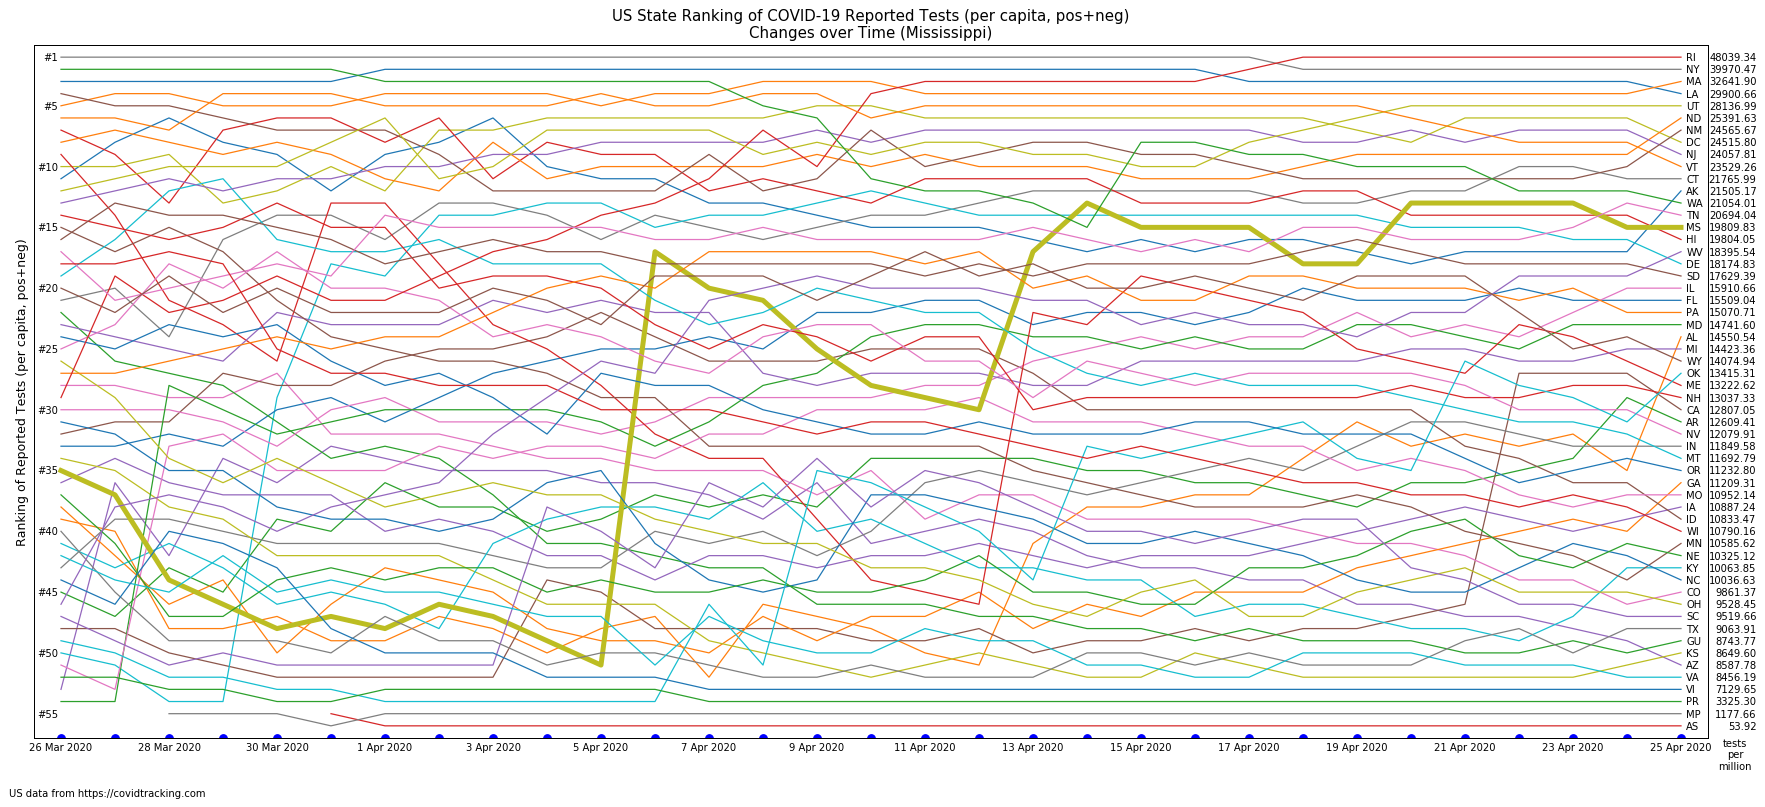 US State Ranking of COVID-19 Reported Tests (per capita, pos+neg)
Changes over Time (Mississippi)
Ranking of Reported Tests (per capita, pos+neg)
#1
#5
#10
#15
#20
#25
#30
#35
#40
#45
#50
#55
RI 48039.34
NY 39970.47
MA 32641.90
LA 29900.66
UT 28136.99
ND 25391.63
NM 24565.67
DC 24515.80
NJ 24057.81
VT 23529.26
CT 21765.99
AK 21505.17
WA 21054.01
TN 20694.04
MS 19809.83
HI 19804.05
WV 18395.54
DE 18174.83
SD 17629.39
IL 15910.66
FL 15509.04
PA 15070.71
MD 14741.60
AL 14550.54
MI 14423.36
WY 14074.94
OK 13415.31
ME 13222.62
NH 13037.33
CA 12807.05
AR 12609.41
NV 12079.91
IN 11849.58
MT 11692.79
OR 11232.80
GA 11209.31
MO 10952.14
IA 10887.24
ID 10833.47
WI 10790.16
MN 10585.62
NE 10325.12
KY 10063.85
NC 10036.63
CO 9861.37
OH 9528.45
SC 9519.66
TX 9063.91
GU 8743.77
KS 8649.60
AZ 8587.78
VA 8456.19
VI 7129.65
PR 3325.30
MP 1177.66
AS 53.92
26 Mar 2020 28 Mar 2020 30 Mar 2020 1 Apr 2020 3 Apr 2020 5 Apr 2020 7 Apr 2020 9 Apr 2020 11 Apr 2020 13 Apr 2020 15 Apr 2020 17 Apr 2020 19 Apr 2020 21 Apr 2020 23 Apr 2020 25 Apr 2020
tests
per
million
US data from https://covidtracking.com